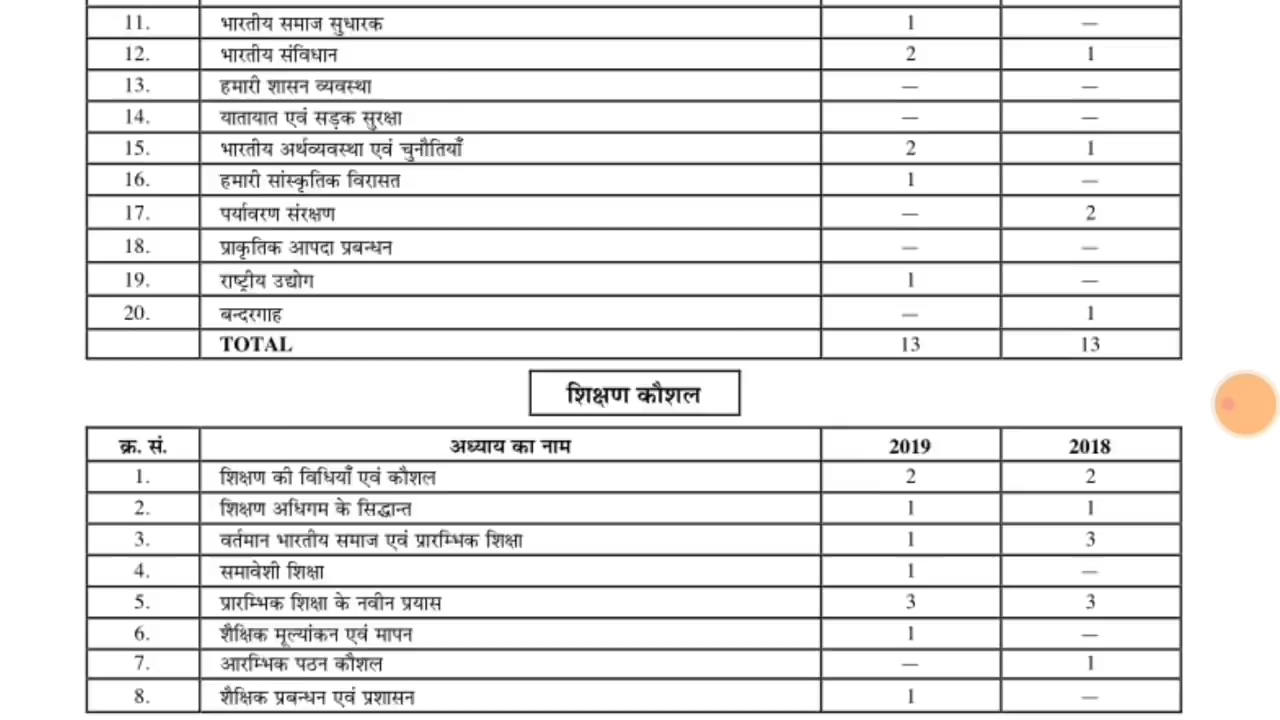 11. भारतीय समाज सुधारक 1 —
12. भारतीय संविधान 2 1
13. हमारी शासन व्यवस्था — —
14. यातायात एवं सड़क सुरक्षा — —
15. भारतीय अर्थव्यवस्था एवं चुनौतियाँ 2 1
16. हमारी सांस्कृतिक विरासत 1 —
17. पर्यावरण संरक्षण — 2
18. प्राकृतिक आपदा प्रबन्धन — —
19. राष्ट्रीय उद्योग 1 —
20. बन्दरगाह — 1
TOTAL 13 13
शिक्षण कौशल
क्र. सं. अध्याय का नाम 2019 2018
1. शिक्षण की विधियाँ एवं कौशल 2 2
2. शिक्षण अधिगम के सिद्धान्त 1 1
3. वर्तमान भारतीय समाज एवं प्रारम्भिक शिक्षा 1 3
4. समावेशी शिक्षा 1 —
5. प्रारम्भिक शिक्षा के नवीन प्रयास 3 3
6. शैक्षिक मूल्यांकन एवं मापन 1 —
7. आरम्भिक पठन कौशल — 1
8. शैक्षिक प्रबन्धन एवं प्रशासन 1 —